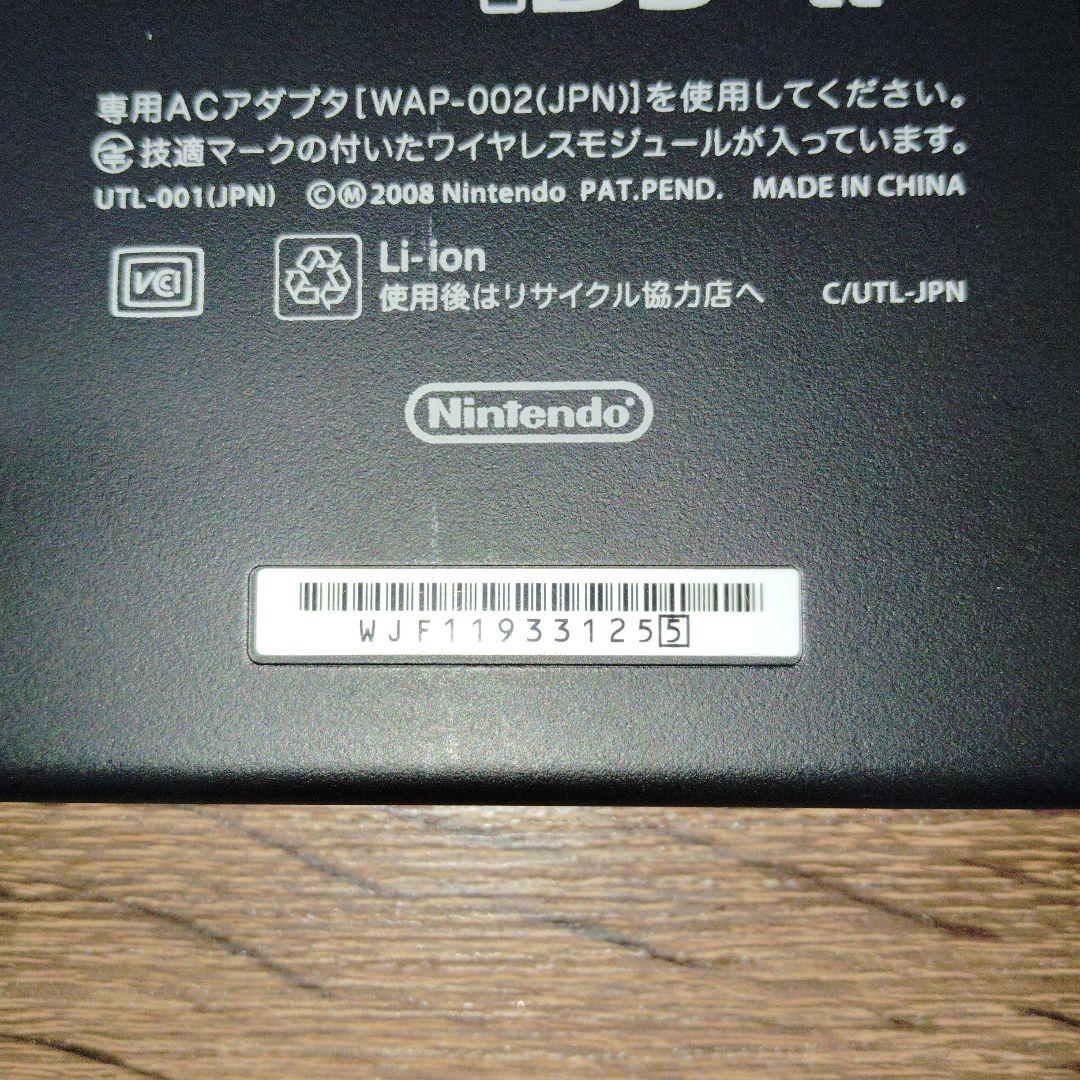 専用ACアダプタ[WAP-002(JPN)]を使用してください。
技適マークの付いたワイヤレスモジュールが入っています。
UTL-001(JPN) ©Ⓜ2008 Nintendo PAT.PEND. MADE IN CHINA
VCI
Li-ion
使用後はリサイクル協力店へ C/UTL-JPN
Nintendo®
WJF119331255